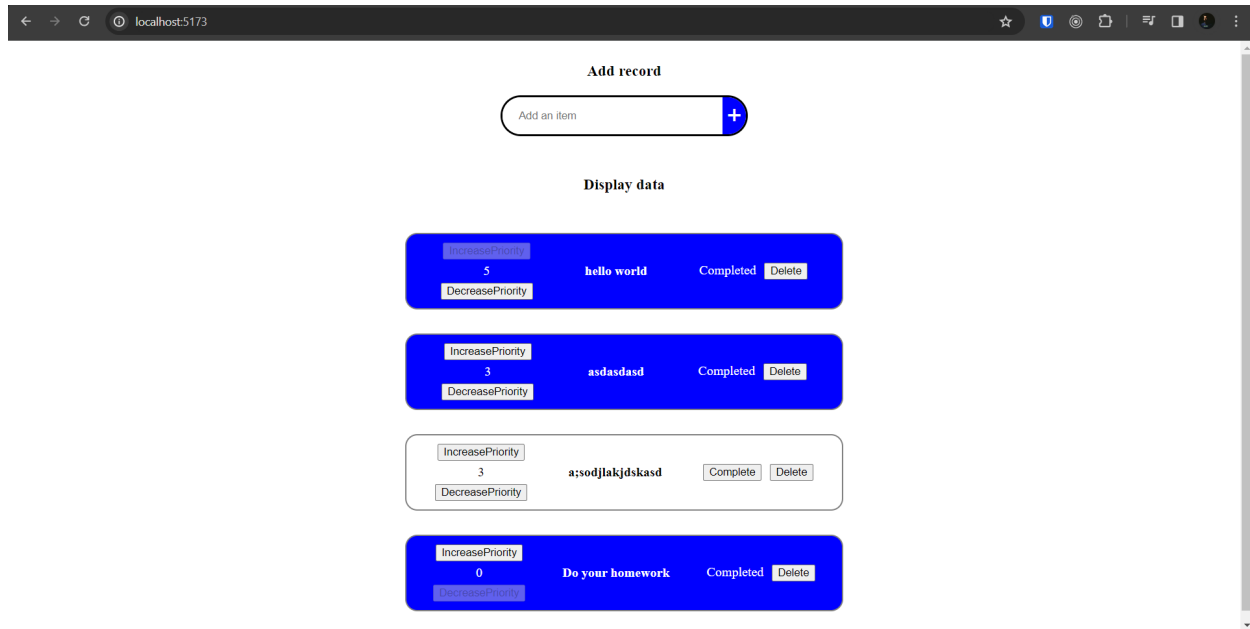 localhost:5173
Add record
Add an item +
Display data
IncreasePriority
5 hello world Completed Delete
DecreasePriority
IncreasePriority
3 asdasdasd Completed Delete
DecreasePriority
IncreasePriority
3 a;sodjlakjdskasd Complete Delete
DecreasePriority
IncreasePriority
0 Do your homework Completed Delete
DecreasePriority